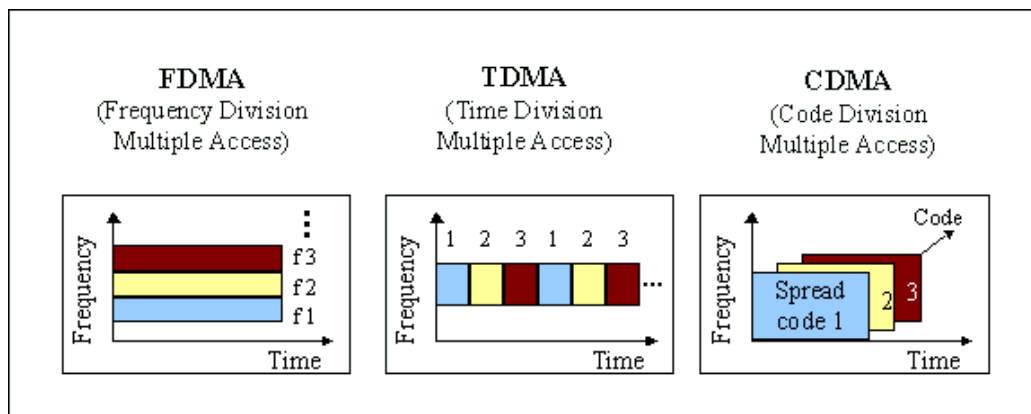 FDMA
(Frequency Division
Multiple Access)
TDMA
(Time Division
Multiple Access)
CDMA
(Code Division
Multiple Access)
Frequency
f3
f2
f1
Time
Frequency
1 2 3 1 2 3
...
Time
Frequency
Code
Spread
code 1
2
3
Time